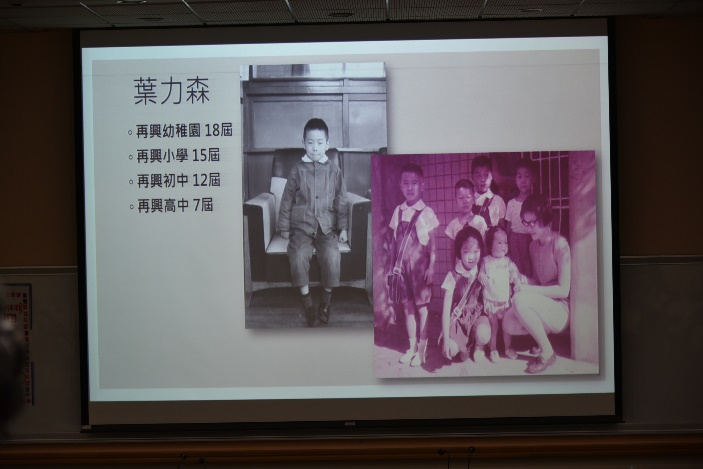 葉力森
◦ 再興幼稚園 18屆
◦ 再興小學 15屆
◦ 再興初中 12屆
◦ 再興高中 7屆